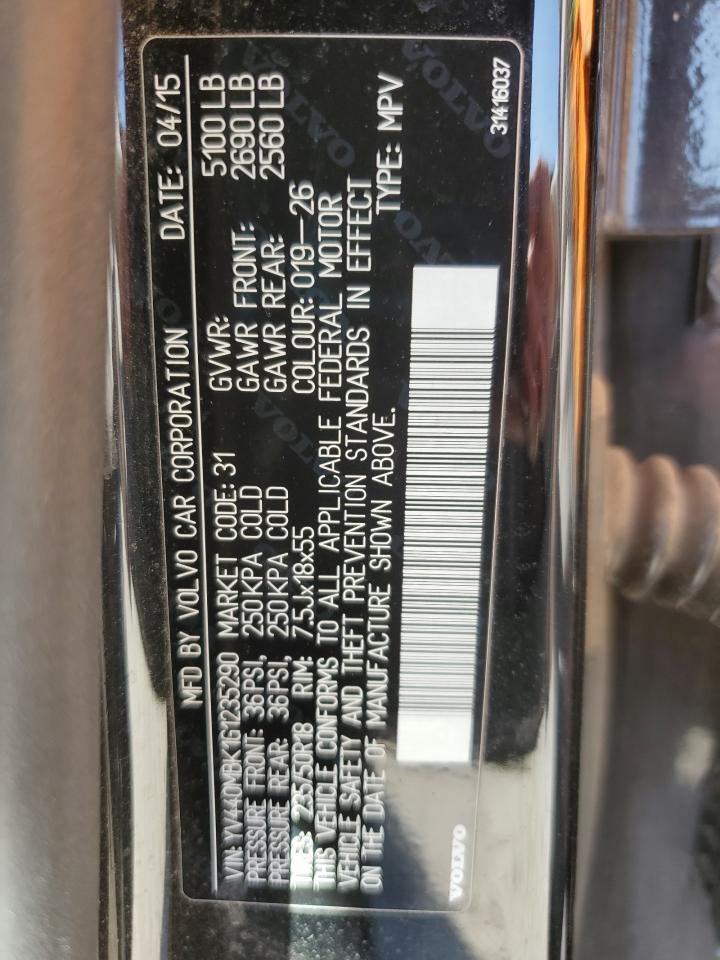 MFD BY VOLVO CAR CORPORATION DATE: 04/15
VIN: YV440MBK1G1235290 MARKET CODE: 31 GVWR: 5100 LB
PRESSURE FRONT: 36PSI, 250KPA COLD GAWR FRONT: 2690 LB
PRESSURE REAR: 36PSI, 250KPA COLD GAWR REAR: 2560 LB
TIRES: 235/50R18 RIM: 7.5Jx18x55 COLOUR: 019—26
THIS VEHICLE CONFORMS TO ALL APPLICABLE FEDERAL MOTOR
VEHICLE SAFETY AND THEFT PREVENTION STANDARDS IN EFFECT
ON THE DATE OF MANUFACTURE SHOWN ABOVE. TYPE: MPV
VOLVO
31416037